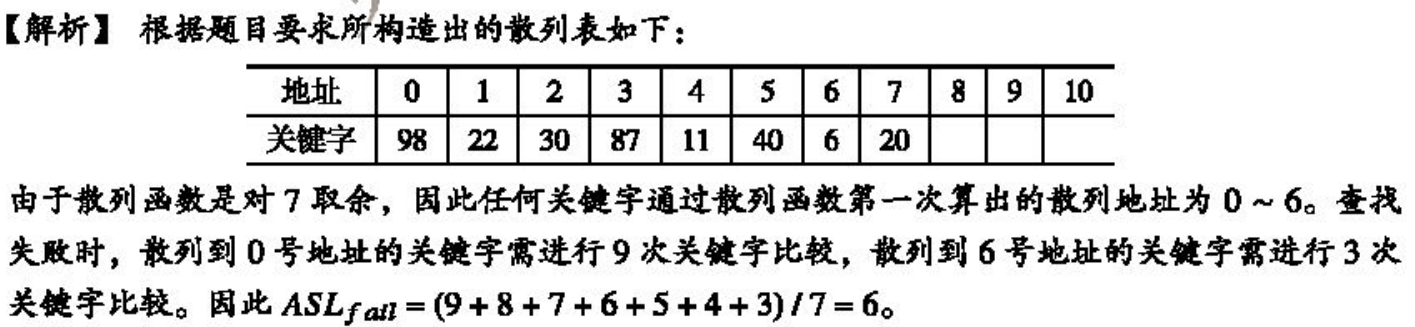 【解析】 根据题目要求所构造出的散列表如下：
地址 0 1 2 3 4 5 6 7 8 9 10
关键字 98 22 30 87 11 40 6 20
由于散列函数是对 7 取余，因此任何关键字通过散列函数第一次算出的散列地址为 0 ~ 6。查找
失败时，散列到 0 号地址的关键字需进行 9 次关键字比较，散列到 6 号地址的关键字需进行 3 次
关键字比较。因此 ASL_fail = (9 + 8 + 7 + 6 + 5 + 4 + 3) / 7 = 6。